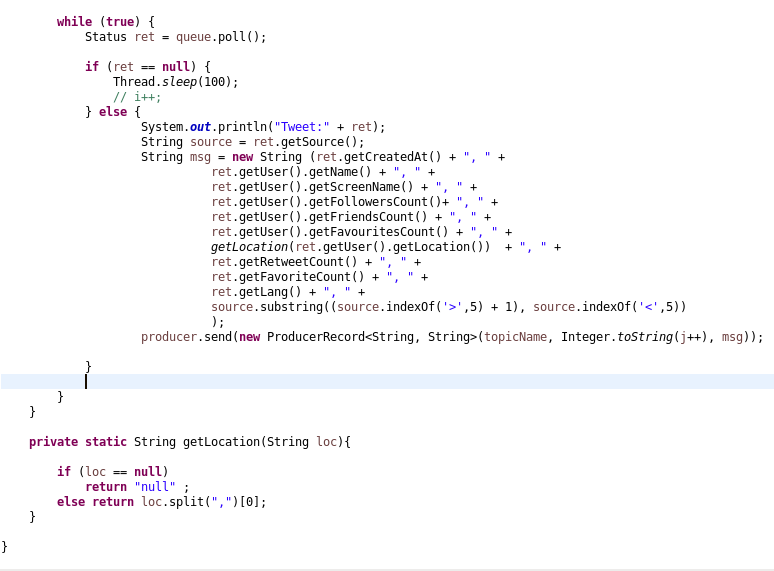 while (true) {
Status ret = queue.poll();
if (ret == null) {
Thread.sleep(100);
// i++;
} else {
System.out.println("Tweet:" + ret);
String source = ret.getSource();
String msg = new String (ret.getCreatedAt() + ", " +
ret.getUser().getName() + ", " +
ret.getUser().getScreenName() + ", " +
ret.getUser().getFollowersCount()+ ", " +
ret.getUser().getFriendsCount() + ", " +
ret.getUser().getFavouritesCount() + ", " +
getLocation(ret.getUser().getLocation())  + ", " +
ret.getRetweetCount() + ", " +
ret.getFavoriteCount() + ", " +
ret.getLang() + ", " +
source.substring((source.indexOf('>',5) + 1), source.indexOf('<',5))
);
producer.send(new ProducerRecord<String, String>(topicName, Integer.toString(j++), msg));
}
}
}
private static String getLocation(String loc){
if (loc == null)
return "null" ;
else return loc.split(",")[0];
}
}